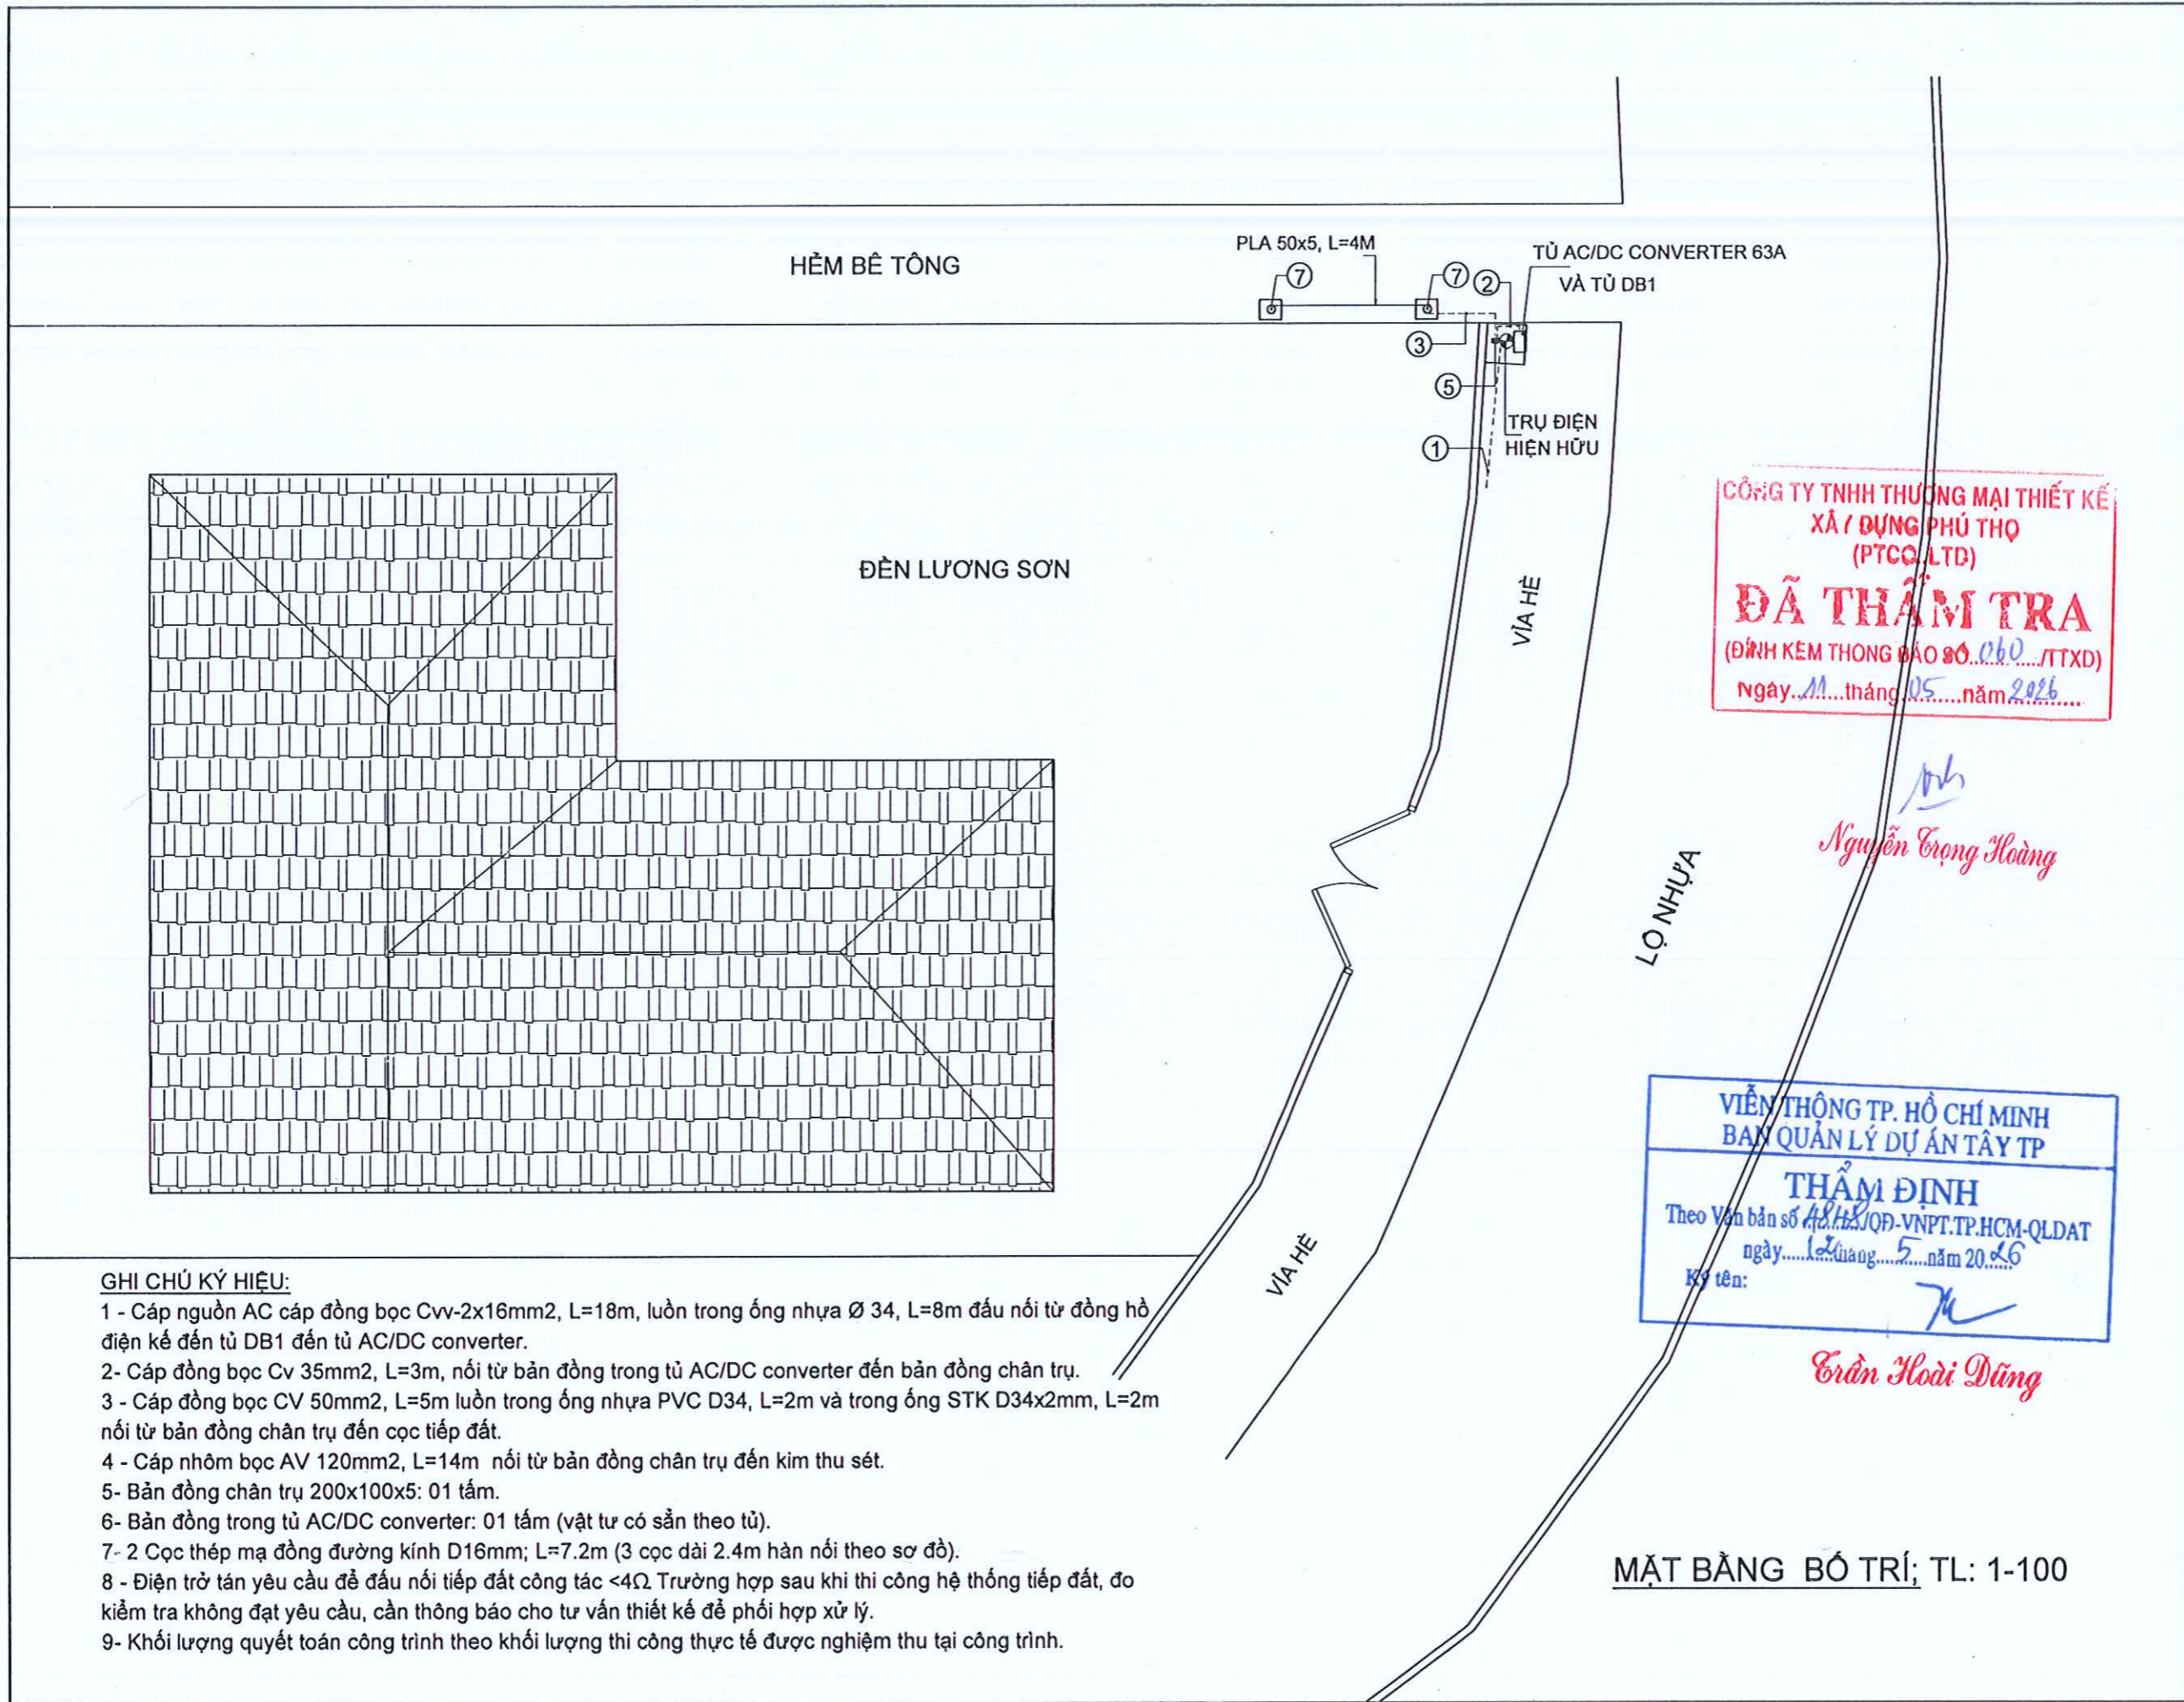 HẺM BÊ TÔNG
PLA 50x5, L=4M
TỦ AC/DC CONVERTER 63A
VÀ TỦ DB1
7
7
2
3
5
1
TRỤ ĐIỆN
HIỆN HỮU
ĐỀN LƯƠNG SƠN
VỈA HÈ
LỘ NHỰA
VỈA HÈ
CÔNG TY TNHH THƯƠNG MẠI THIẾT KẾ
XÂY DỰNG PHÚ THỌ
(PTCO.LTD)
ĐÃ THẨM TRA
(ĐÍNH KÈM THÔNG BÁO SỐ 060 /TTXD)
Ngày 11 tháng 05 năm 2026
Nguyễn Trọng Hoàng
VIỄN THÔNG TP. HỒ CHÍ MINH
BAN QUẢN LÝ DỰ ÁN TÂY TP
THẨM ĐỊNH
Theo Văn bản số /QĐ-VNPT.TP.HCM-QLDAT
ngày 12 tháng 5 năm 2026
Ký tên:
Trần Hoài Dũng
GHI CHÚ KÝ HIỆU:
1 - Cáp nguồn AC cáp đồng bọc Cvv-2x16mm2, L=18m, luồn trong ống nhựa Ø 34, L=8m đấu nối từ đồng hồ
điện kế đến tủ DB1 đến tủ AC/DC converter.
2- Cáp đồng bọc Cv 35mm2, L=3m, nối từ bản đồng trong tủ AC/DC converter đến bản đồng chân trụ.
3 - Cáp đồng bọc CV 50mm2, L=5m luồn trong ống nhựa PVC D34, L=2m và trong ống STK D34x2mm, L=2m
nối từ bản đồng chân trụ đến cọc tiếp đất.
4 - Cáp nhôm bọc AV 120mm2, L=14m nối từ bản đồng chân trụ đến kim thu sét.
5- Bản đồng chân trụ 200x100x5: 01 tấm.
6- Bản đồng trong tủ AC/DC converter: 01 tấm (vật tư có sẳn theo tủ).
7- 2 Cọc thép mạ đồng đường kính D16mm; L=7.2m (3 cọc dài 2.4m hàn nối theo sơ đồ).
8 - Điện trở tán yêu cầu để đấu nối tiếp đất công tác <4Ω. Trường hợp sau khi thi công hệ thống tiếp đất, đo
kiểm tra không đạt yêu cầu, cần thông báo cho tư vấn thiết kế để phối hợp xử lý.
9- Khối lượng quyết toán công trình theo khối lượng thi công thực tế được nghiệm thu tại công trình.
MẶT BẰNG BỐ TRÍ; TL: 1-100